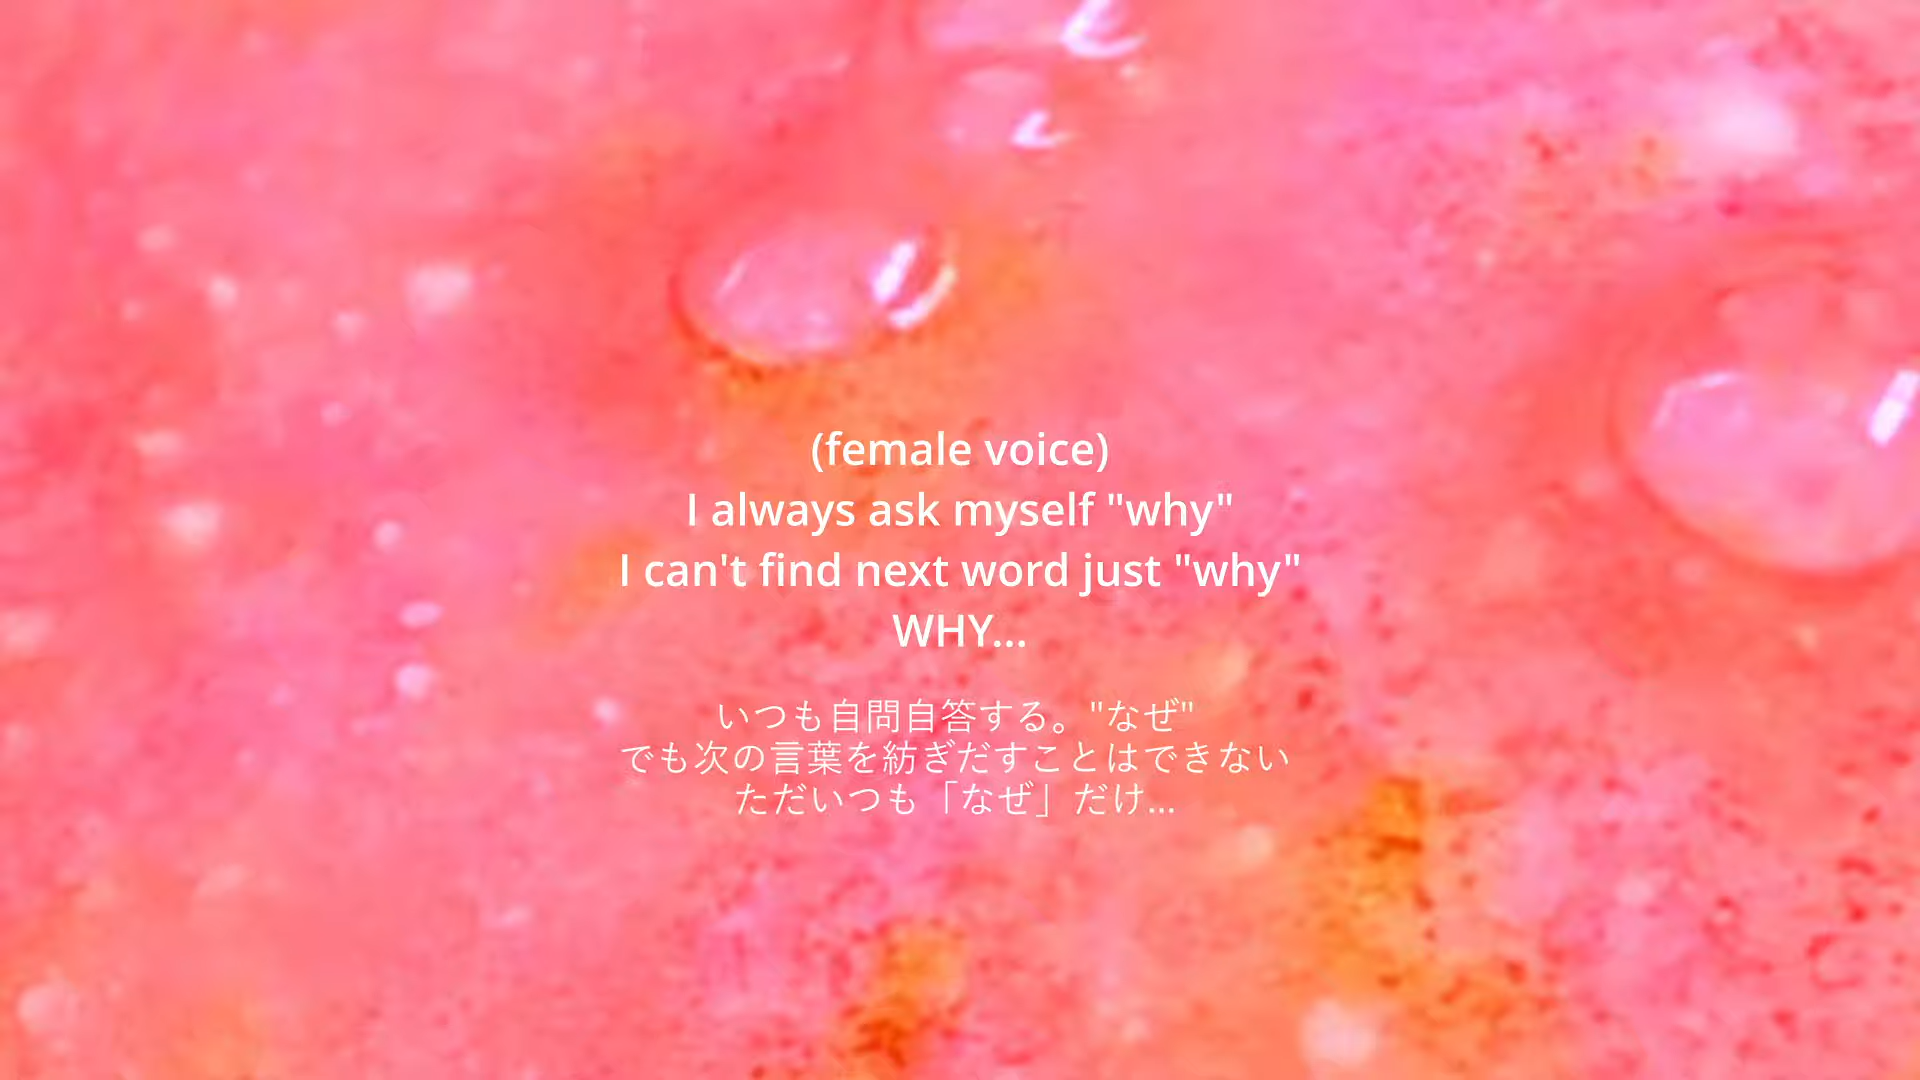 (female voice)
I always ask myself "why"
I can't find next word just "why"
WHY...
いつも自問自答する。"なぜ"
でも次の言葉を紡ぎだすことはできない
ただいつも「なぜ」だけ...